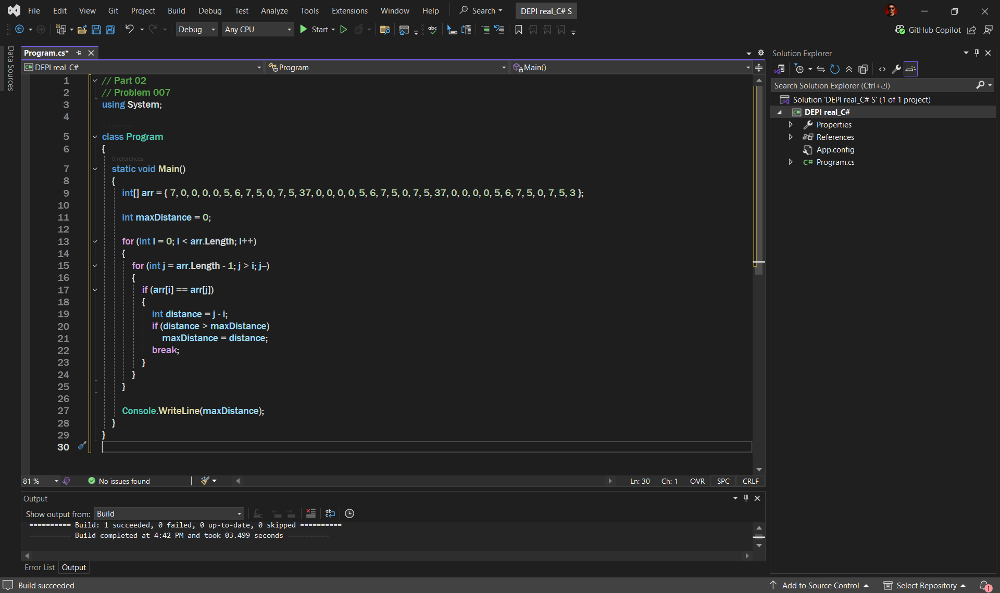 File Edit View Git Project Build Debug Test Analyze Tools Extensions Window Help Search DEPI real_C# S
Debug Any CPU Start GitHub Copilot
Data Sources
Program.cs*
DEPI real_C# Program Main()
1 // Part 02
2 // Problem 007
3 using System;
4
0 references
5 class Program
6 {
0 references
7 static void Main()
8 {
9 int[] arr = { 7, 0, 0, 0, 0, 5, 6, 7, 5, 0, 7, 5, 37, 0, 0, 0, 0, 5, 6, 7, 5, 0, 7, 5, 37, 0, 0, 0, 0, 5, 6, 7, 5, 0, 7, 5, 3 };
10
11 int maxDistance = 0;
12
13 for (int i = 0; i < arr.Length; i++)
14 {
15 for (int j = arr.Length - 1; j > i; j--)
16 {
17 if (arr[i] == arr[j])
18 {
19 int distance = j - i;
20 if (distance > maxDistance)
21 maxDistance = distance;
22 break;
23 }
24 }
25 }
26
27 Console.WriteLine(maxDistance);
28 }
29 }
30
81 % No issues found Ln: 30 Ch: 1 OVR SPC CRLF
Output
Show output from: Build
========== Build: 1 succeeded, 0 failed, 0 up-to-date, 0 skipped ==========
========== Build completed at 4:42 PM and took 03.499 seconds ==========
Error List Output
Solution Explorer
Search Solution Explorer (Ctrl+ك)
Solution 'DEPI real_C# S' (1 of 1 project)
DEPI real_C#
Properties
References
App.config
C# Program.cs
Build succeeded Add to Source Control Select Repository 1